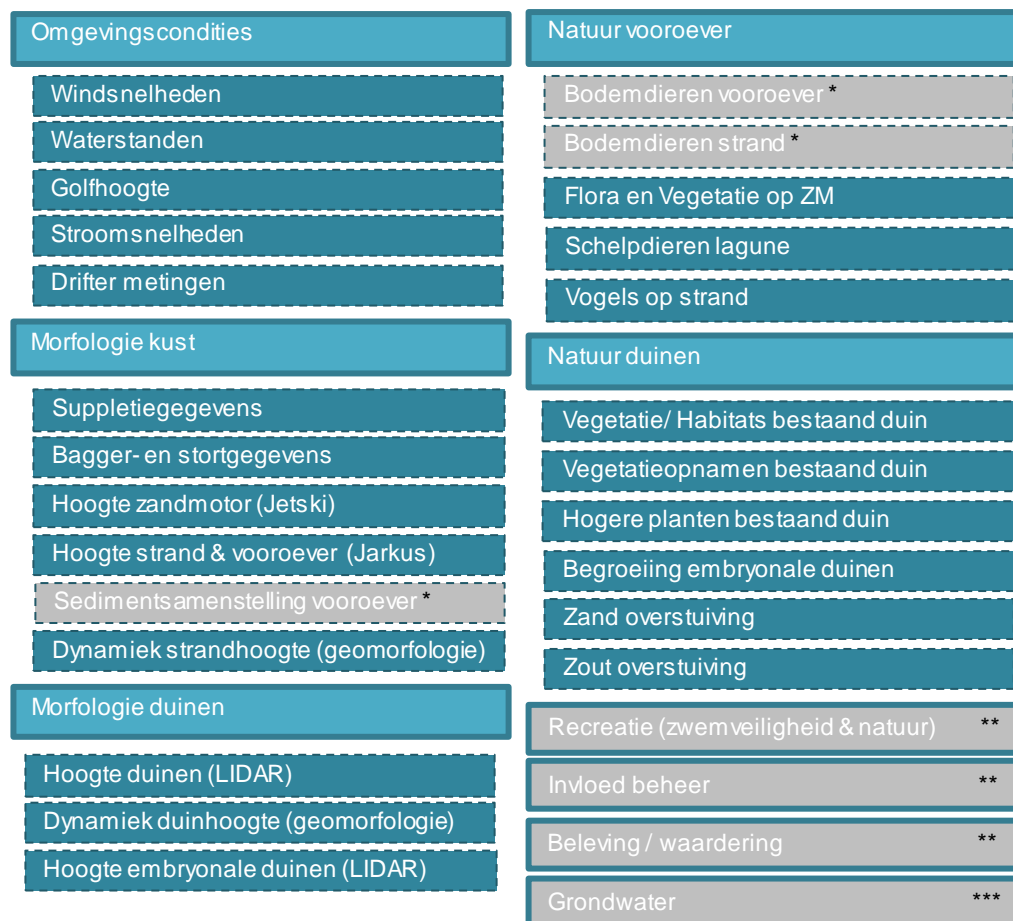 Omgevingscondities
Windsnelheden
Waterstanden
Golfhoogte
Stroomsnelheden
Drifter metingen
Morfologie kust
Suppletiegegevens
Bagger- en stortgegevens
Hoogte zandmotor (Jetski)
Hoogte strand & vooroever (Jarkus)
Sedimentsamenstelling vooroever *
Dynamiek strandhoogte (geomorfologie)
Morfologie duinen
Hoogte duinen (LIDAR)
Dynamiek duinhoogte (geomorfologie)
Hoogte embryonale duinen (LIDAR)
Natuur vooroever
Bodemdieren vooroever *
Bodemdieren strand *
Flora en Vegetatie op ZM
Schelpdieren lagune
Vogels op strand
Natuur duinen
Vegetatie/ Habitats bestaand duin
Vegetatieopnamen bestaand duin
Hogere planten bestaand duin
Begroeiing embryonale duinen
Zand overstuiving
Zout overstuiving
Recreatie (zwemveiligheid & natuur) **
Invloed beheer **
Beleving / waardering **
Grondwater ***